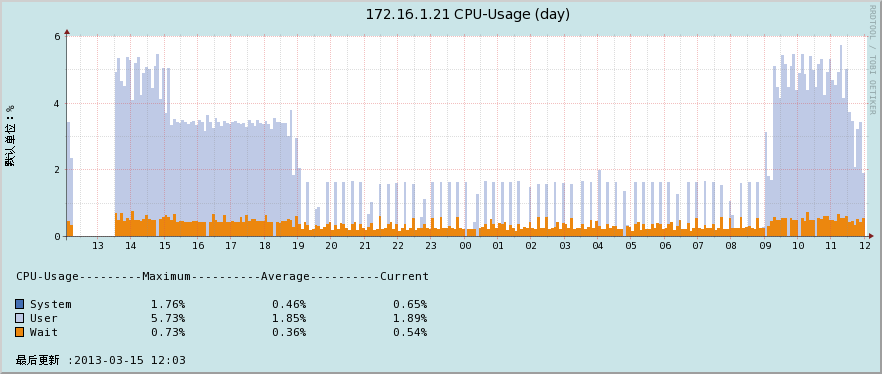 172.16.1.21 CPU-Usage (day)
RRDTOOL / TOBI OETIKER
默认单位：%
6
4
2
0
13 14 15 16 17 18 19 20 21 22 23 00 01 02 03 04 05 06 07 08 09 10 11 12
CPU-Usage---------Maximum----------Average----------Current
System 1.76% 0.46% 0.65%
User 5.73% 1.85% 1.89%
Wait 0.73% 0.36% 0.54%
最后更新 :2013-03-15 12:03